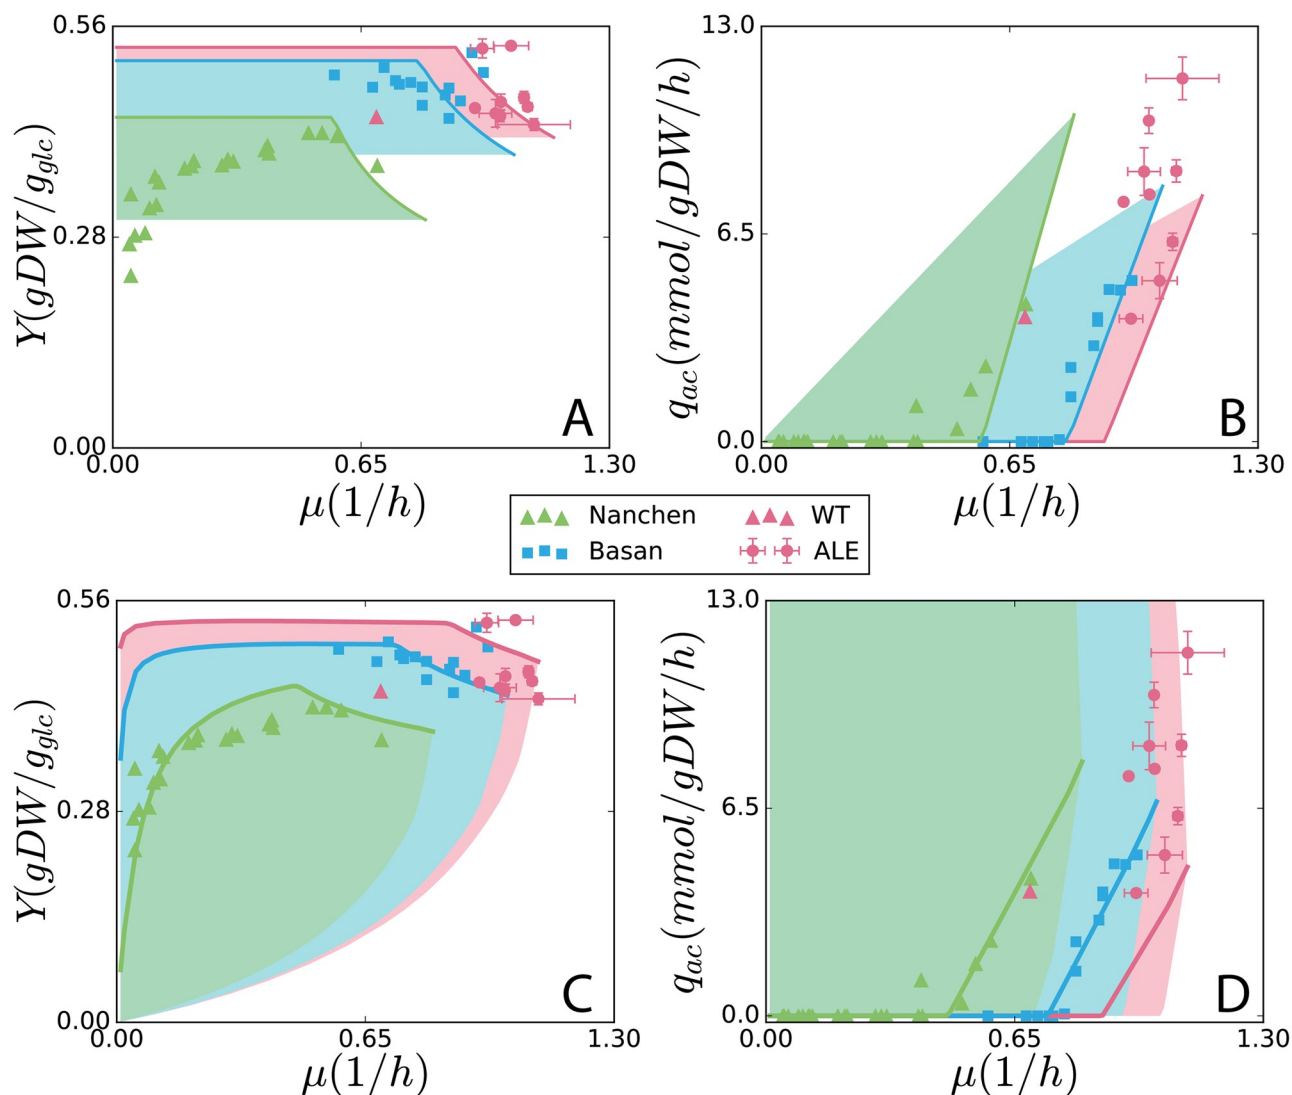 0.56
0.28
0.00
Y(gDW/g_glc)
A
0.00 0.65 1.30
μ(1/h)
13.0
6.5
0.0
q_ac(mmol/gDW/h)
B
0.00 0.65 1.30
μ(1/h)
Nanchen WT
Basan ALE
0.56
0.28
0.00
Y(gDW/g_glc)
C
0.00 0.65 1.30
μ(1/h)
13.0
6.5
0.0
q_ac(mmol/gDW/h)
D
0.00 0.65 1.30
μ(1/h)